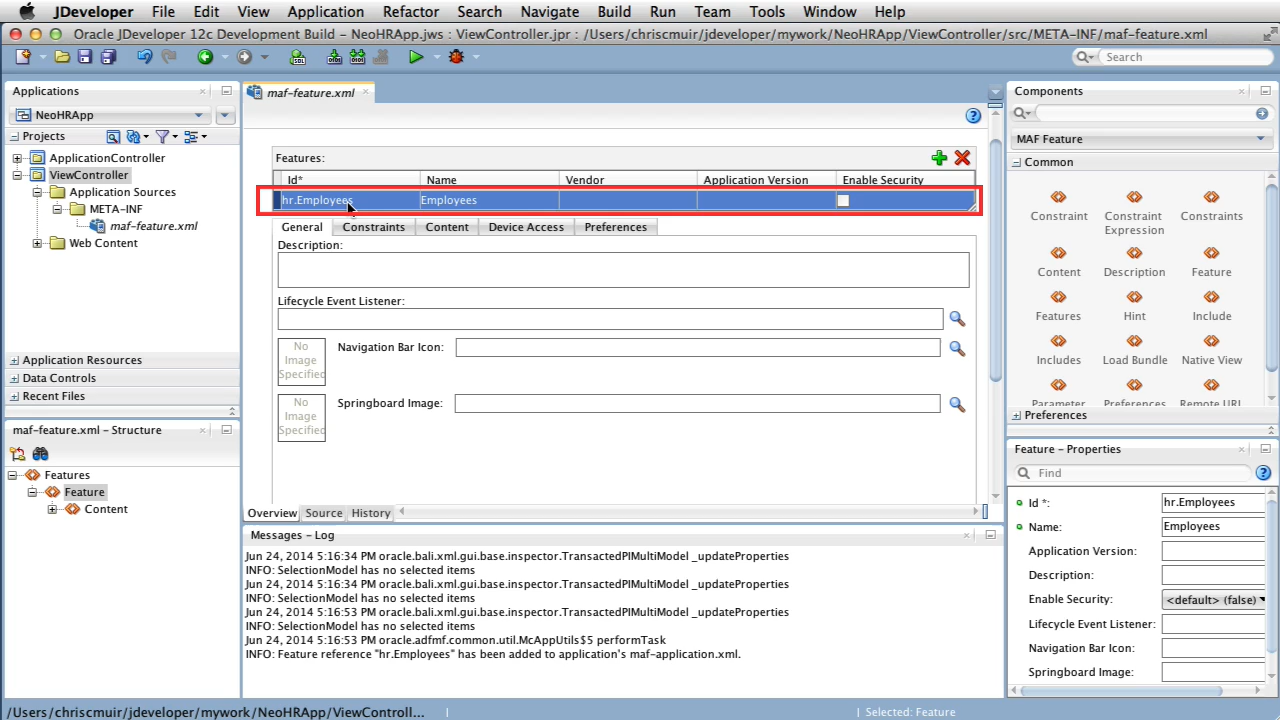 JDeveloper File Edit View Application Refactor Search Navigate Build Run Team Tools Window Help
Oracle JDeveloper 12c Development Build – NeoHRApp.jws : ViewController.jpr : /Users/chriscmuir/jdeveloper/mywork/NeoHRApp/ViewController/src/META-INF/maf-feature.xml
Search
Applications
NeoHRApp
Projects
ApplicationController
ViewController
Application Sources
META-INF
maf-feature.xml
Web Content
Application Resources
Data Controls
Recent Files
maf-feature.xml – Structure
Features
Feature
Content
maf-feature.xml
Features:
Id* Name Vendor Application Version Enable Security
hr.Employees Employees
General Constraints Content Device Access Preferences
Description:
Lifecycle Event Listener:
No Image Specified
Navigation Bar Icon:
No Image Specified
Springboard Image:
Overview Source History
Messages – Log
Jun 24, 2014 5:16:34 PM oracle.bali.xml.gui.base.inspector.TransactedPIMultiModel _updateProperties
INFO: SelectionModel has no selected items
Jun 24, 2014 5:16:34 PM oracle.bali.xml.gui.base.inspector.TransactedPIMultiModel _updateProperties
INFO: SelectionModel has no selected items
Jun 24, 2014 5:16:53 PM oracle.bali.xml.gui.base.inspector.TransactedPIMultiModel _updateProperties
INFO: SelectionModel has no selected items
Jun 24, 2014 5:16:53 PM oracle.adfmf.common.util.McAppUtils$5 performTask
INFO: Feature reference "hr.Employees" has been added to application's maf-application.xml.
Components
MAF Feature
Common
Constraint Constraint Expression Constraints
Content Description Feature
Features Hint Include
Includes Load Bundle Native View
Parameter Preferences Remote URL
Preferences
Feature – Properties
Find
Id *: hr.Employees
Name: Employees
Application Version:
Description:
Enable Security: <default> (false)
Lifecycle Event Listener:
Navigation Bar Icon:
Springboard Image:
/Users/chriscmuir/jdeveloper/mywork/NeoHRApp/ViewControll...
Selected: Feature